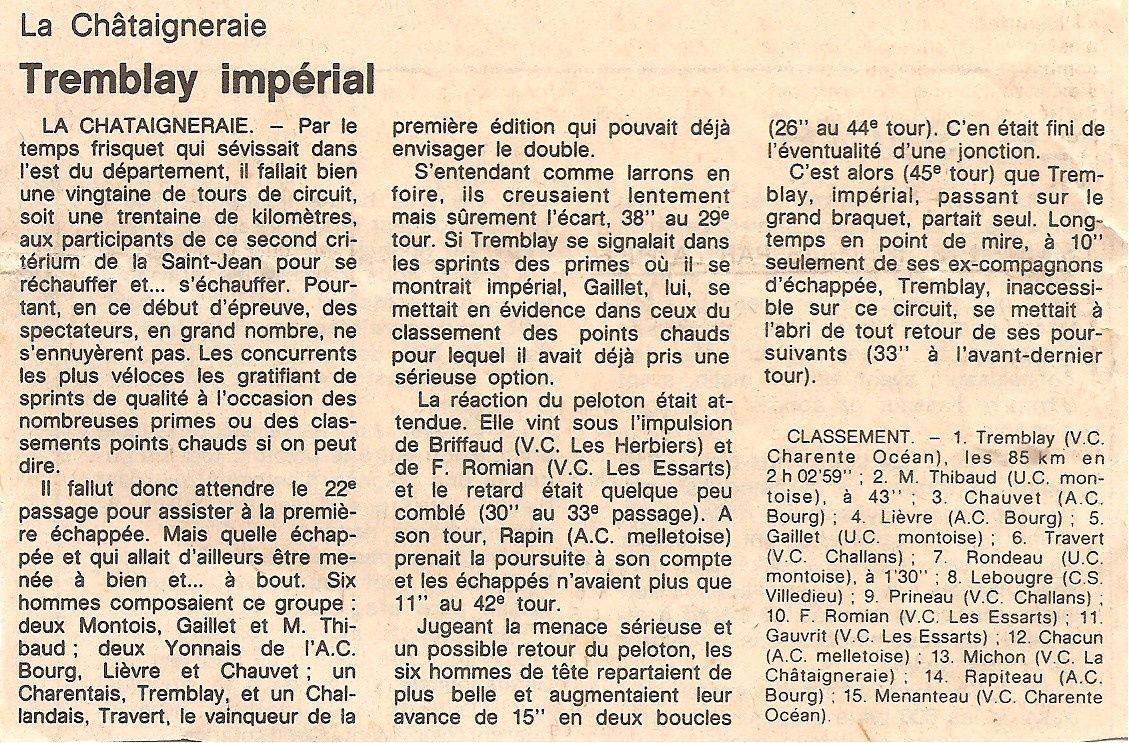 La Châtaigneraie
Tremblay impérial
LA CHATAIGNERAIE. – Par le
temps frisquet qui sévissait dans
l'est du département, il fallait bien
une vingtaine de tours de circuit,
soit une trentaine de kilomètres,
aux participants de ce second cri-
térium de la Saint-Jean pour se
réchauffer et... s'échauffer. Pour-
tant, en ce début d'épreuve, des
spectateurs, en grand nombre, ne
s'ennuyèrent pas. Les concurrents
les plus véloces les gratifiant de
sprints de qualité à l'occasion des
nombreuses primes ou des clas-
sements points chauds si on peut
dire.
Il fallut donc attendre le 22e
passage pour assister à la premiè-
re échappée. Mais quelle échap-
pée et qui allait d'ailleurs être me-
née à bien et... à bout. Six
hommes composaient ce groupe :
deux Montois, Gaillet et M. Thi-
baud ; deux Yonnais de l'A.C.
Bourg, Lièvre et Chauvet ; un
Charentais, Tremblay, et un Chal-
landais, Travert, le vainqueur de la
première édition qui pouvait déjà
envisager le double.
S'entendant comme larrons en
foire, ils creusaient lentement
mais sûrement l'écart, 38'' au 29e
tour. Si Tremblay se signalait dans
les sprints des primes où il se
montrait impérial, Gaillet, lui, se
mettait en évidence dans ceux du
classement des points chauds
pour lequel il avait déjà pris une
sérieuse option.
La réaction du peloton était at-
tendue. Elle vint sous l'impulsion
de Briffaud (V.C. Les Herbiers) et
de F. Romian (V.C. Les Essarts)
et le retard était quelque peu
comblé (30'' au 33e passage). A
son tour, Rapin (A.C. melletoise)
prenait la poursuite à son compte
et les échappés n'avaient plus que
11'' au 42e tour.
Jugeant la menace sérieuse et
un possible retour du peloton, les
six hommes de tête repartaient de
plus belle et augmentaient leur
avance de 15'' en deux boucles
(26'' au 44e tour). C'en était fini de
l'éventualité d'une jonction.
C'est alors (45e tour) que Trem-
blay, impérial, passant sur le
grand braquet, partait seul. Long-
temps en point de mire, à 10''
seulement de ses ex-compagnons
d'échappée, Tremblay, inaccessi-
ble sur ce circuit, se mettait à
l'abri de tout retour de ses pour-
suivants (33'' à l'avant-dernier
tour).
CLASSEMENT. – 1. Tremblay (V.C.
Charente Océan), les 85 km en
2 h 02'59'' ; 2. M. Thibaud (U.C. mon-
toise), à 43'' ; 3. Chauvet (A.C.
Bourg) ; 4. Lièvre (A.C. Bourg) ; 5.
Gaillet (U.C. montoise) ; 6. Travert
(V.C. Challans) ; 7. Rondeau (U.C.
montoise), à 1'30'' ; 8. Lebougre (C.S.
Villedieu) ; 9. Prineau (V.C. Challans) ;
10. F. Romian (V.C. Les Essarts) ; 11.
Gauvrit (V.C. Les Essarts) ; 12. Chacun
(A.C. melletoise) ; 13. Michon (V.C. La
Châtaigneraie) ; 14. Rapiteau (A.C.
Bourg) ; 15. Menanteau (V.C. Charente
Océan).